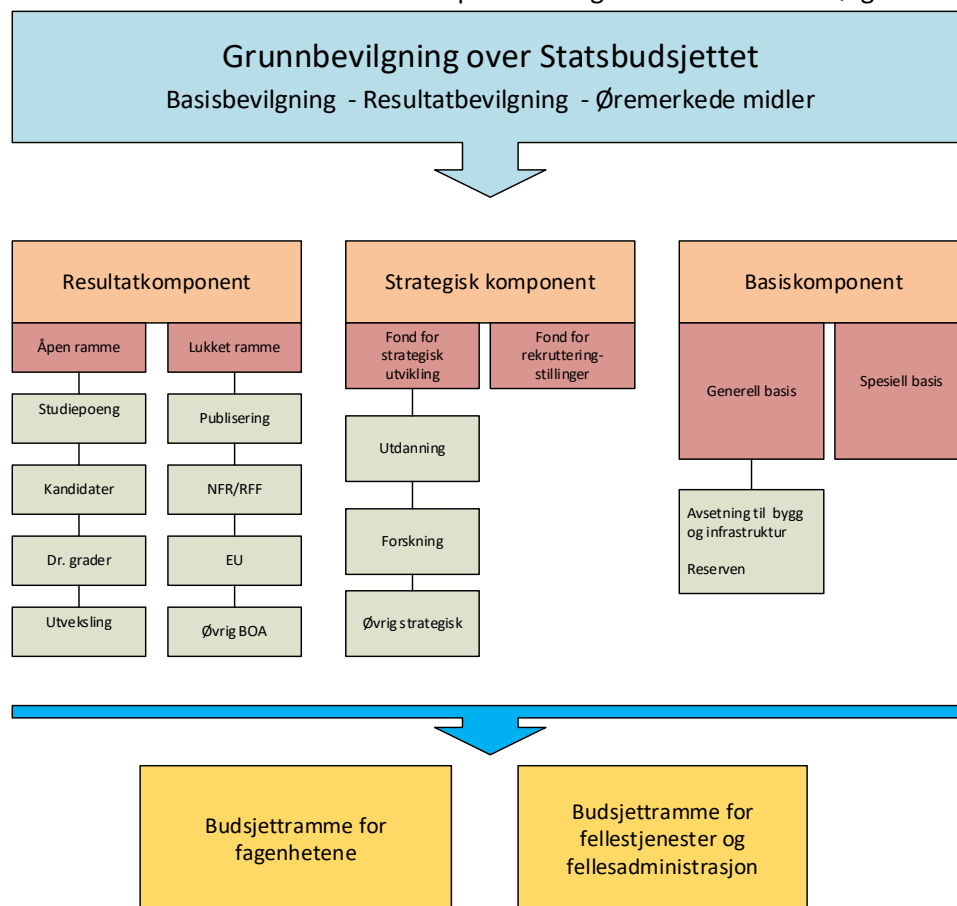 Grunnbevilgning over Statsbudsjettet
Basisbevilgning - Resultatbevilgning - Øremerkede midler
Resultatkomponent
Åpen ramme
Lukket ramme
Studiepoeng
Publisering
Kandidater
NFR/RFF
Dr. grader
EU
Utveksling
Øvrig BOA
Strategisk komponent
Fond for
strategisk
utvikling
Fond for
rekruttering-
stillinger
Utdanning
Forskning
Øvrig strategisk
Basiskomponent
Generell basis
Spesiell basis
Avsetning til bygg
og infrastruktur
Reserven
Budsjettramme for
fagenhetene
Budsjettramme for
fellestjenester og
fellesadministrasjon